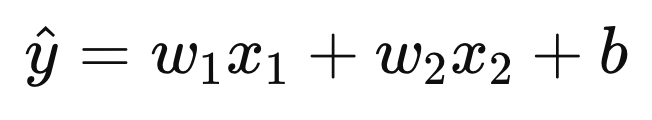 ŷ = w₁x₁ + w₂x₂ + b